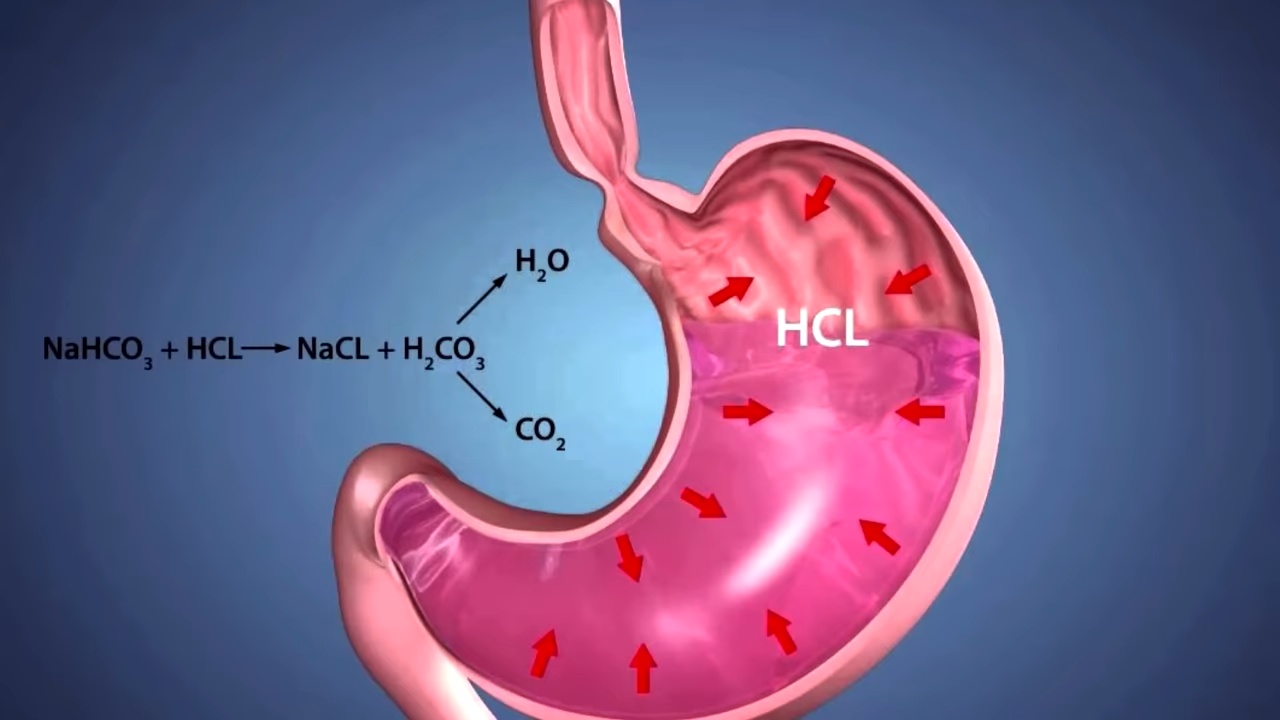 H₂O
NaHCO₃ + HCL→ NaCL + H₂CO₃
CO₂
HCL